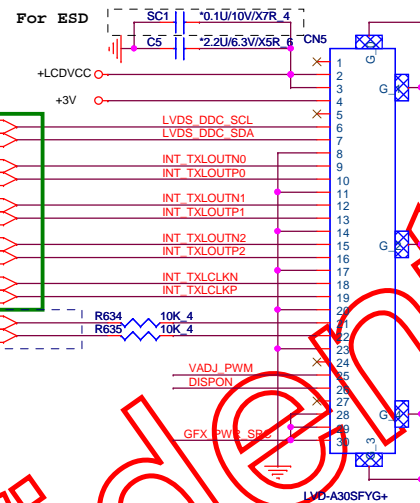 For ESD
SC1 *0.1U/10V/X7R_4
C5 *2.2U/6.3V/X5R_6
CN5
+LCDVCC
+3V
LVDS_DDC_SCL
LVDS_DDC_SDA
INT_TXLOUTN0
INT_TXLOUTP0
INT_TXLOUTN1
INT_TXLOUTP1
INT_TXLOUTN2
INT_TXLOUTP2
INT_TXLCLKN
INT_TXLCLKP
R634 10K_4
R635 10K_4
VADJ_PWM
DISPON
1
2
3
4
5
6
7
8
9
10
11
12
13
14
15
16
17
18
19
20
21
22
23
24
25
26
27
28
29
30
LVD-A30SFYG+